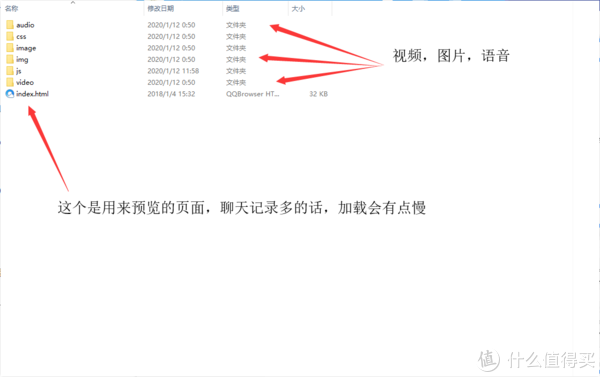 名称 修改日期 类型 大小
audio 2020/1/12 0:50 文件夹
css 2020/1/12 0:50 文件夹
image 2020/1/12 0:50 文件夹
img 2020/1/12 0:50 文件夹
js 2020/1/12 11:58 文件夹
video 2020/1/12 0:50 文件夹
index.html 2018/1/4 15:32 QQBrowser HT... 32 KB
视频，图片，语音
这个是用来预览的页面，聊天记录多的话，加载会有点慢
值 什么值得买